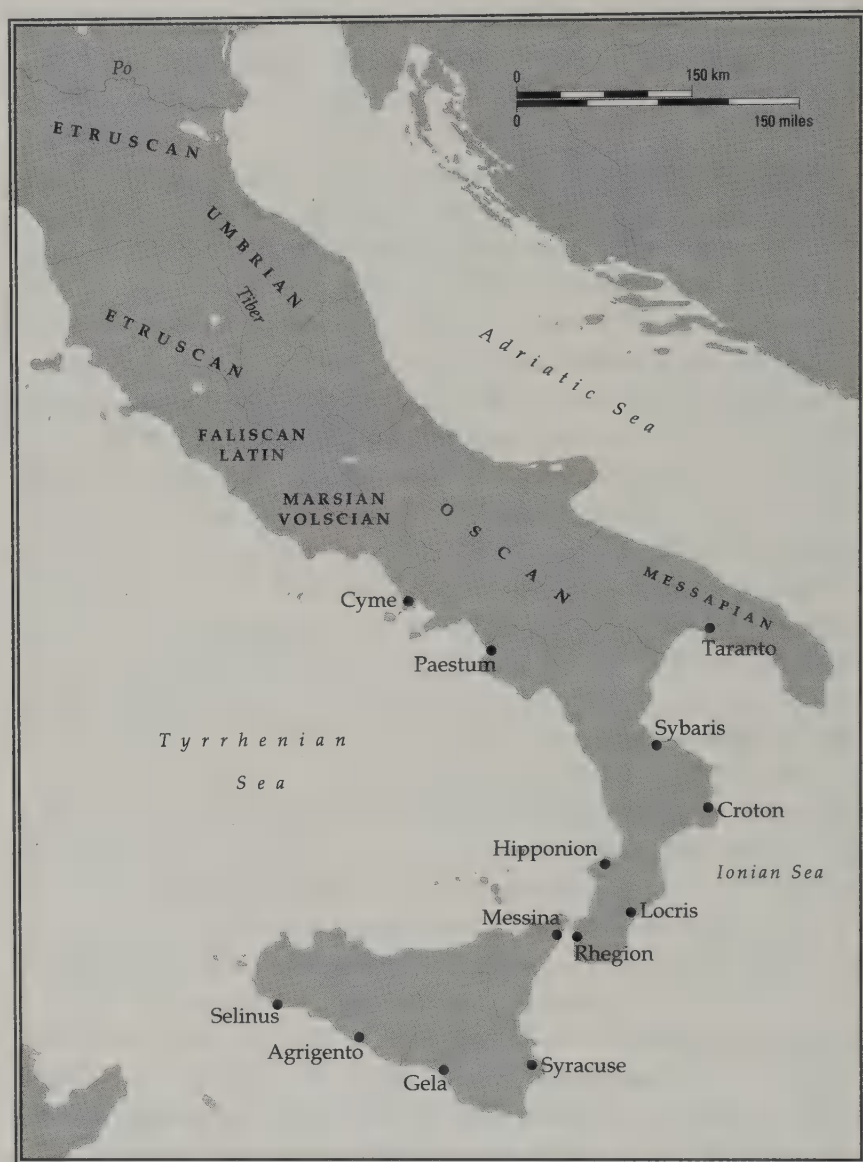 Po
0 150 km
0 150 miles
ETRUSCAN
UMBRIAN
Tiber
ETRUSCAN
Adriatic Sea
FALISCAN
LATIN
MARSIAN
VOLSCIAN
OSCAN
MESSAPIAN
Cyme
Taranto
Paestum
Sybaris
Tyrrhenian
Sea
Croton
Hipponion
Ionian Sea
Locris
Messina
Rhegion
Selinus
Agrigento
Syracuse
Gela